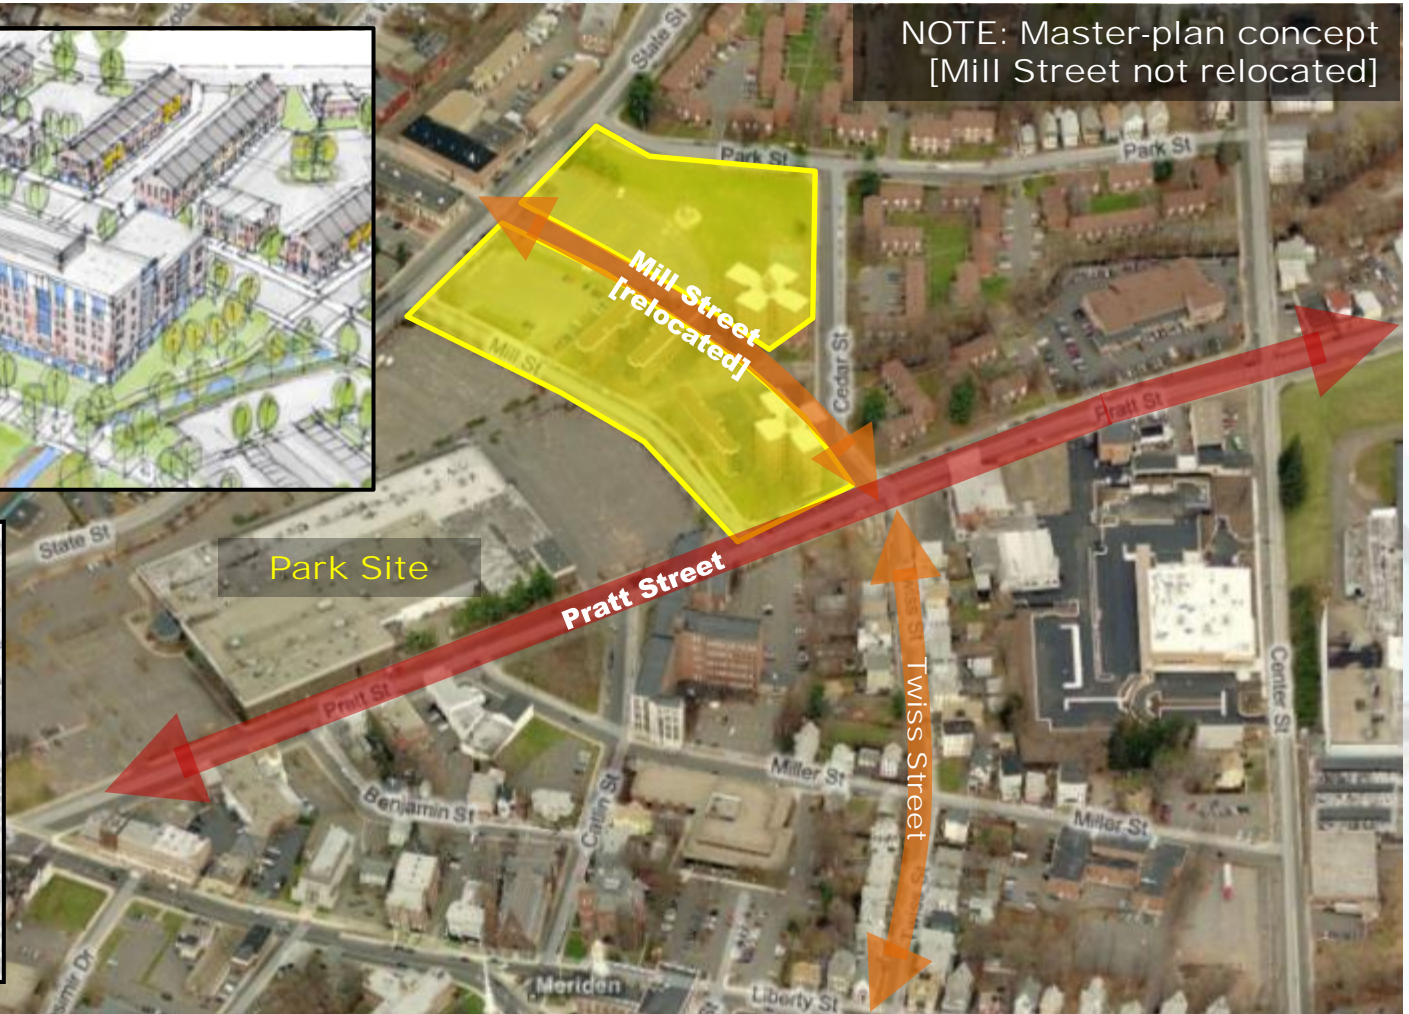 NOTE: Master-plan concept
[Mill Street not relocated]
State St
Park St
Park St
Mill Street
[relocated]
Mill St
Cedar St
Pratt St
State St
Park Site
Pratt Street
Twiss St
Pratt St
Twiss Street
Center St
Miller St
Benjamin St
Catlin St
Miller St
Meriden
Liberty St